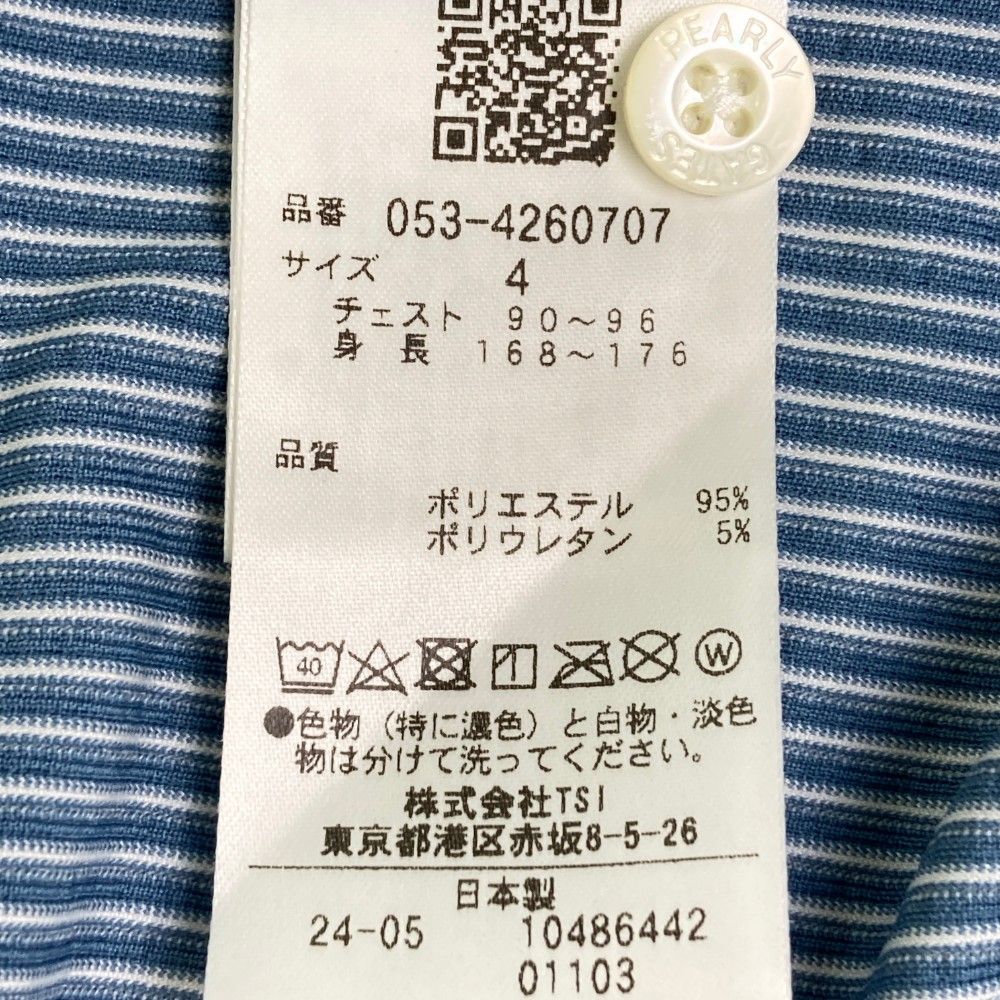 PEARLY
GATES
品番 053-4260707
サイズ 4
チェスト 90～96
身長 168～176
品質
ポリエステル 95%
ポリウレタン 5%
40
W
●色物（特に濃色）と白物・淡色
物は分けて洗ってください。
株式会社TSI
東京都港区赤坂8-5-26
日本製
24-05 10486442
01103